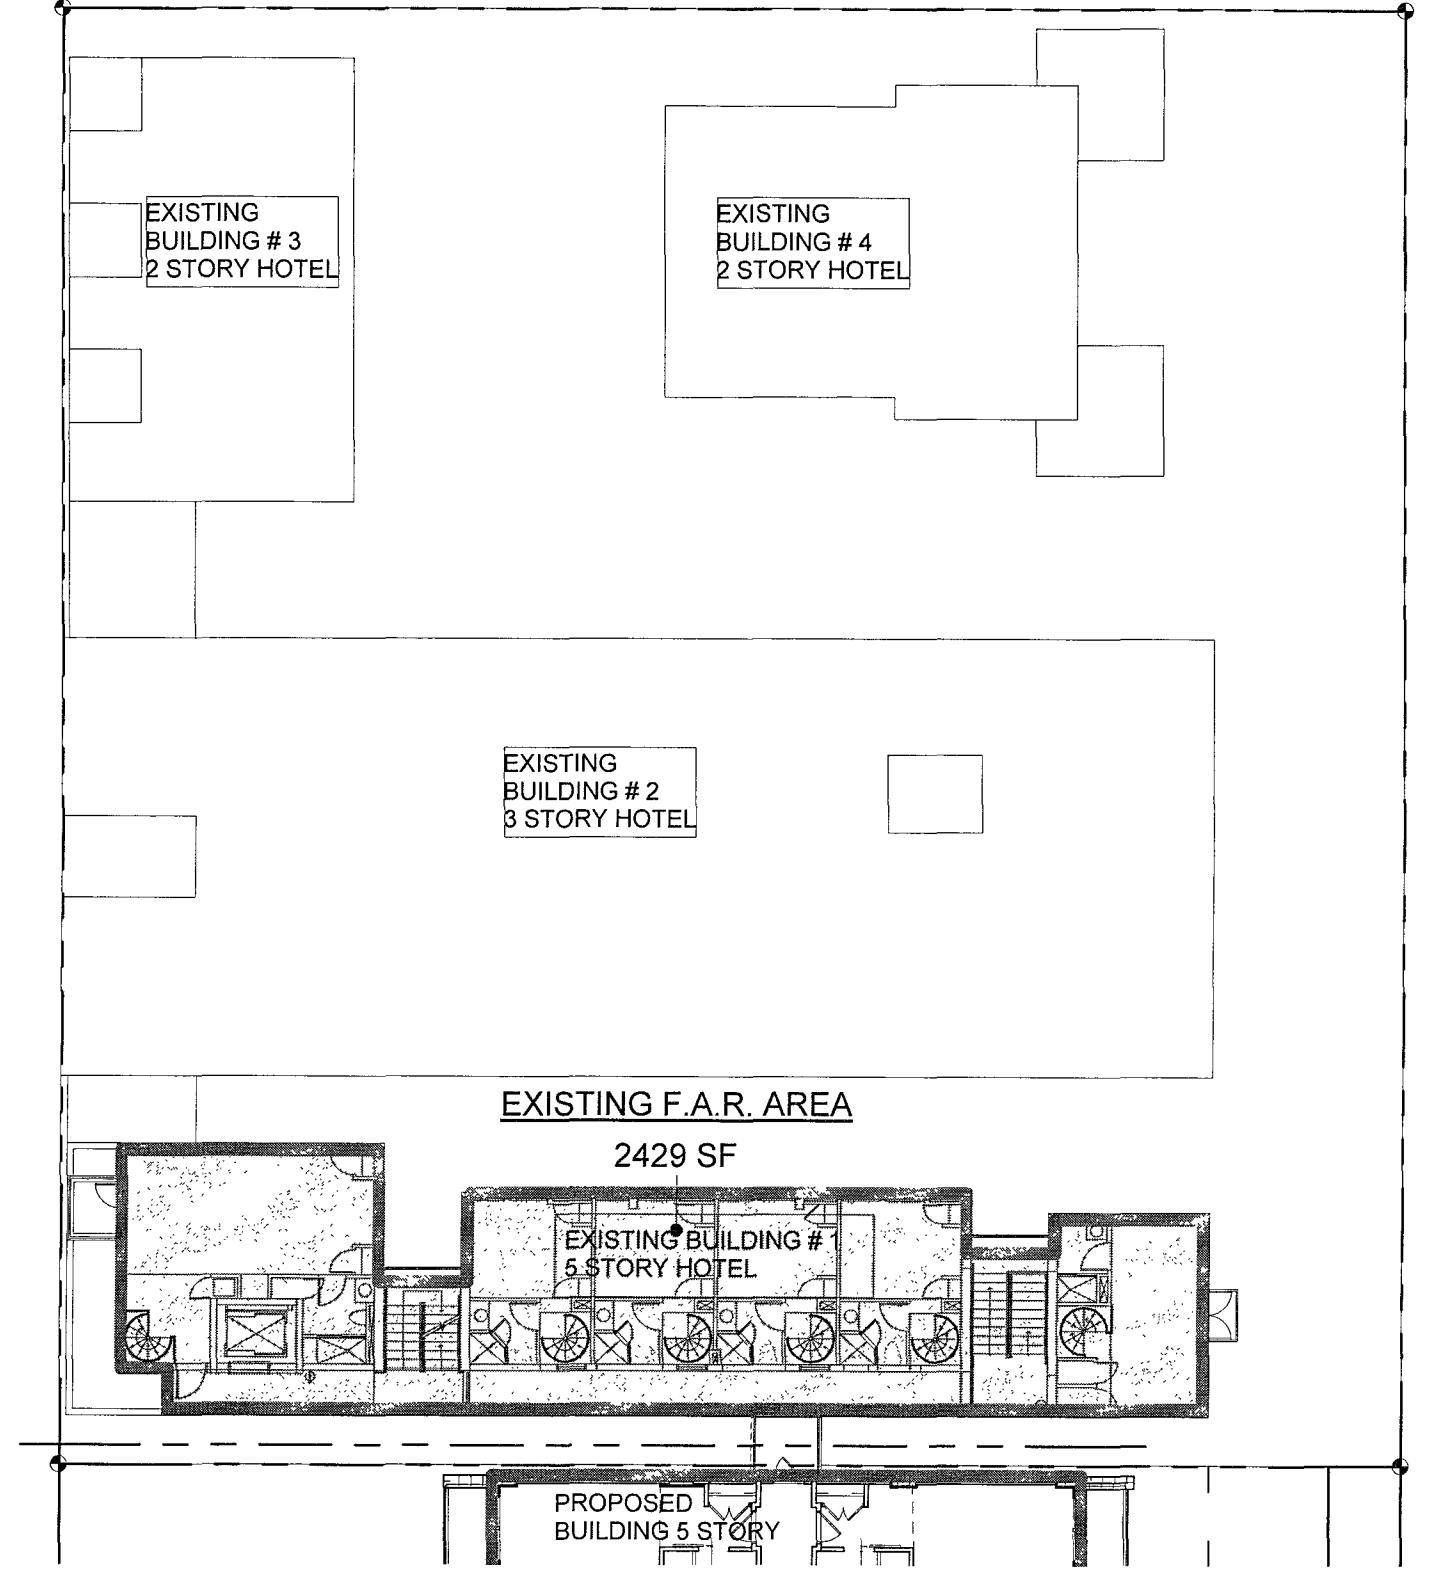 EXISTING
BUILDING # 3
2 STORY HOTEL
EXISTING
BUILDING # 4
2 STORY HOTEL
EXISTING
BUILDING # 2
3 STORY HOTEL
EXISTING F.A.R. AREA
2429 SF
EXISTING BUILDING # 1
5 STORY HOTEL
PROPOSED
BUILDING 5 STORY